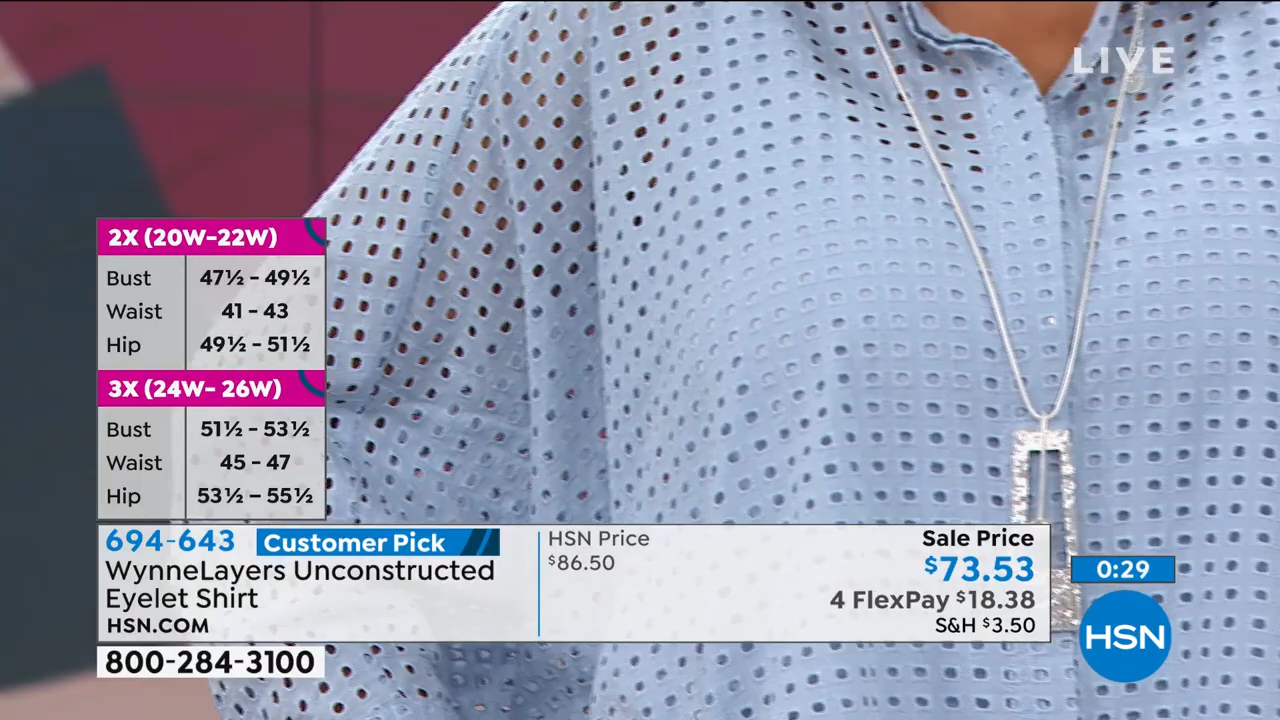 LIVE
2X (20W-22W)
Bust 47½ - 49½
Waist 41 - 43
Hip 49½ - 51½
3X (24W- 26W)
Bust 51½ - 53½
Waist 45 - 47
Hip 53½ - 55½
694-643 Customer Pick
WynneLayers Unconstructed
Eyelet Shirt
HSN.COM
HSN Price
$86.50
Sale Price
$73.53
4 FlexPay $18.38
S&H $3.50
0:29
HSN
800-284-3100